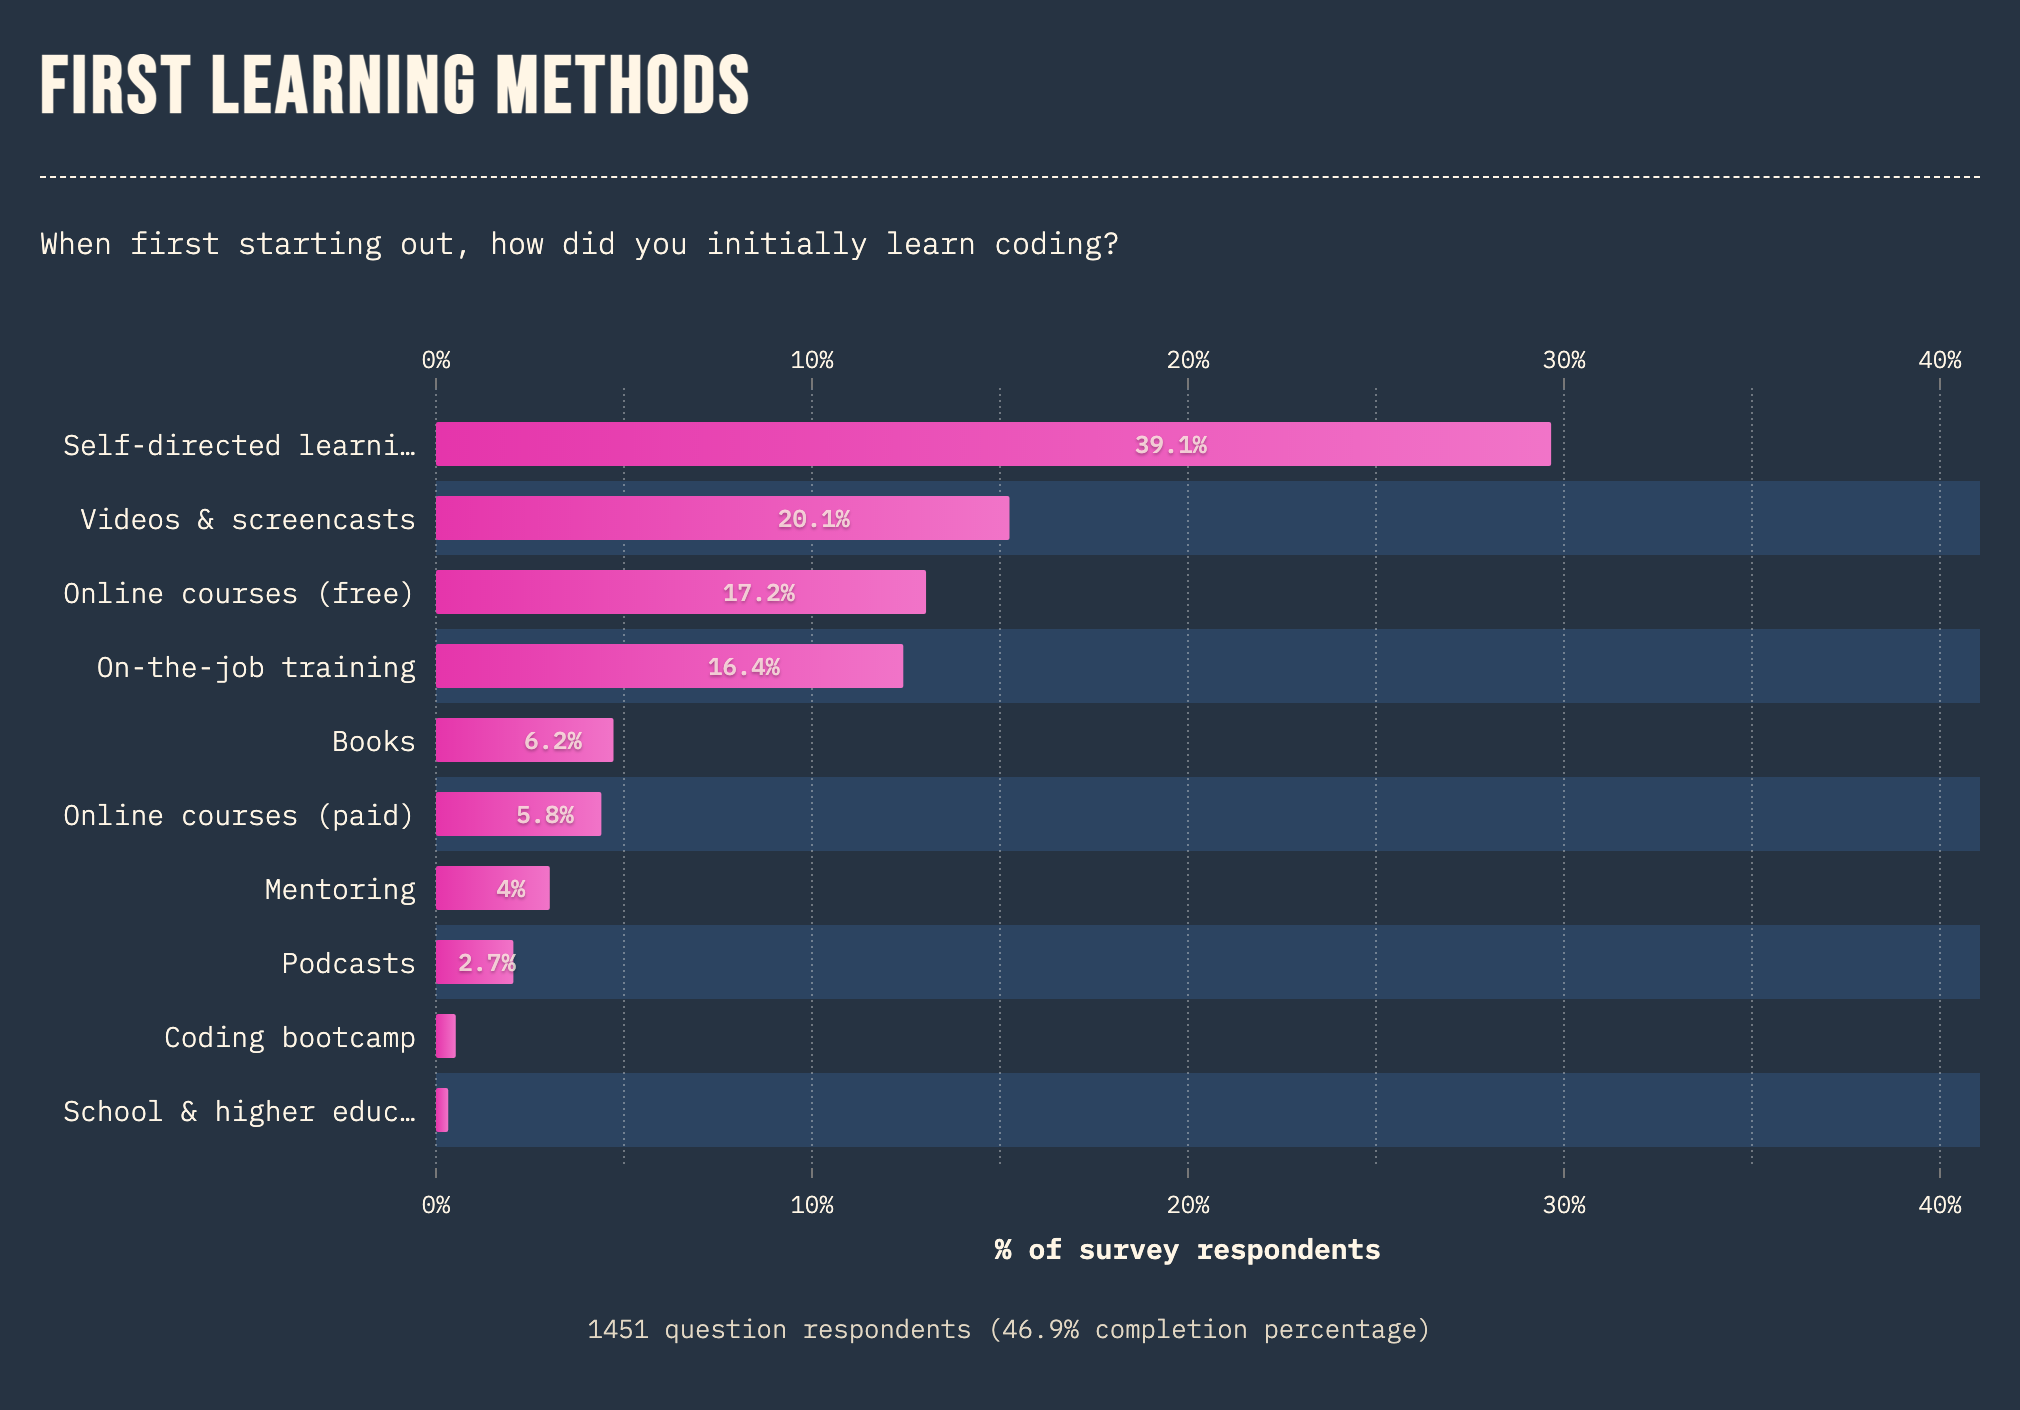 FIRST LEARNING METHODS
When first starting out, how did you initially learn coding?
0% 10% 20% 30% 40%
Self-directed learni… 39.1%
Videos & screencasts 20.1%
Online courses (free) 17.2%
On-the-job training 16.4%
Books 6.2%
Online courses (paid) 5.8%
Mentoring 4%
Podcasts 2.7%
Coding bootcamp
School & higher educ…
0% 10% 20% 30% 40%
% of survey respondents
1451 question respondents (46.9% completion percentage)